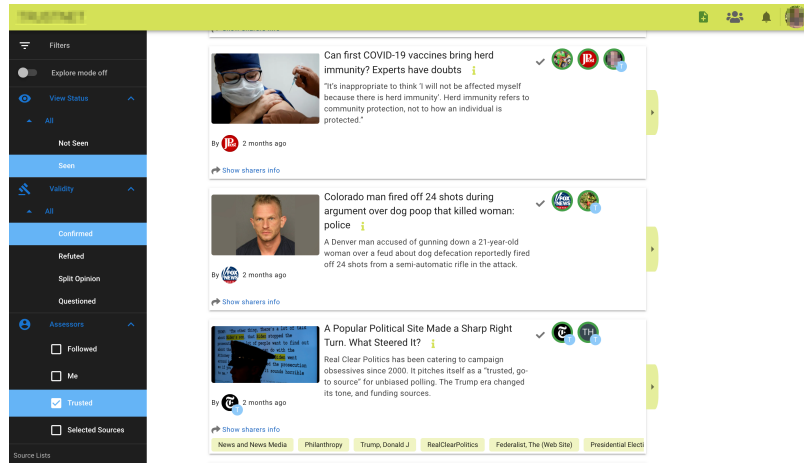 Filters
Explore mode off
View Status
All
Not Seen
Seen
Validity
All
Confirmed
Refuted
Split Opinion
Questioned
Assessors
Followed
Me
Trusted
Selected Sources
Source Lists
Show sharers info
Can first COVID-19 vaccines bring herd
immunity? Experts have doubts
"It's inappropriate to think 'I will not be affected myself
because there is herd immunity'. Herd immunity refers to
community protection, not to how an individual is
protected."
By JPost 2 months ago
Show sharers info
Colorado man fired off 24 shots during
argument over dog poop that killed woman:
police
A Denver man accused of gunning down a 21-year-old
woman over a feud about dog defecation reportedly fired
off 24 shots from a semi-automatic rifle in the attack.
By FOX NEWS 2 months ago
Show sharers info
A Popular Political Site Made a Sharp Right
Turn. What Steered It?
TH
Real Clear Politics has been catering to campaign
obsessives since 2000. It pitches itself as a "trusted, go-
to source" for unbiased polling. The Trump era changed
its tone, and funding sources.
By T 2 months ago
Show sharers info
News and News Media Philanthropy Trump, Donald J RealClearPolitics Federalist, The (Web Site) Presidential Electi